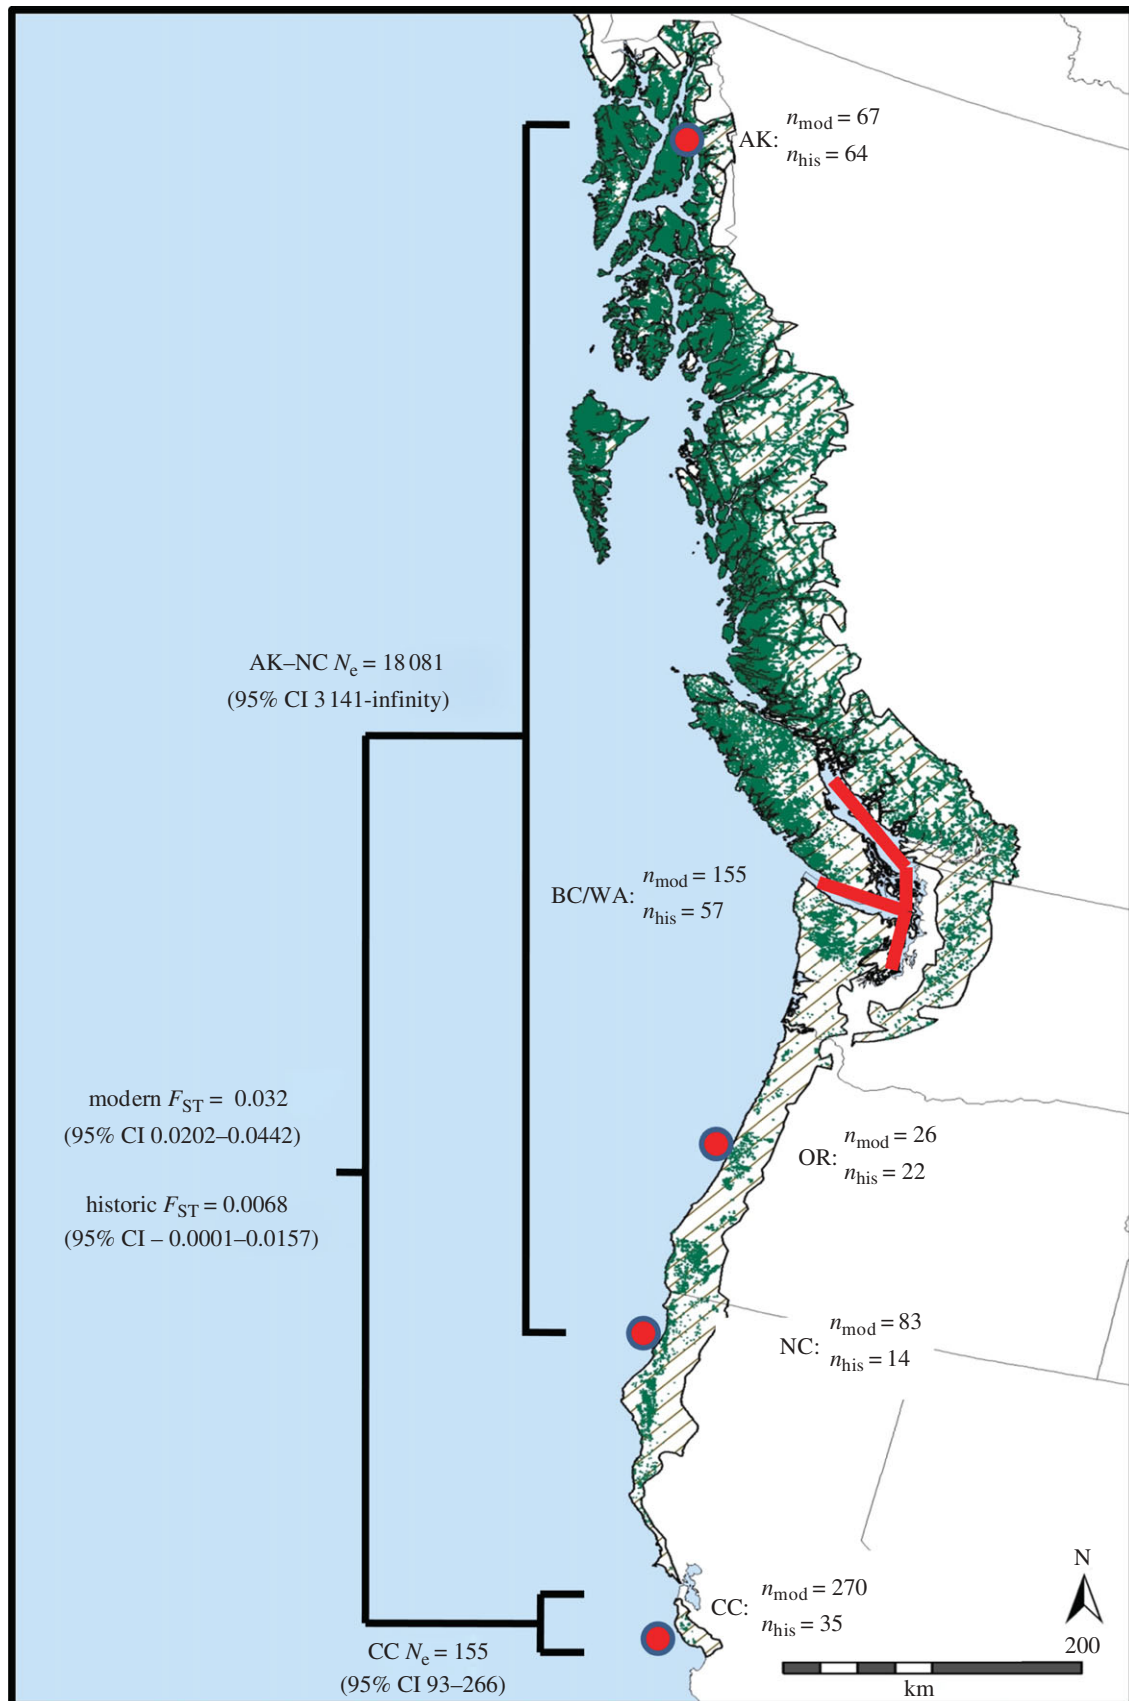 AK: n_mod = 67
n_his = 64
AK–NC N_e = 18 081
(95% CI 3 141-infinity)
BC/WA: n_mod = 155
n_his = 57
modern F_ST = 0.032
(95% CI 0.0202–0.0442)
historic F_ST = 0.0068
(95% CI – 0.0001–0.0157)
OR: n_mod = 26
n_his = 22
NC: n_mod = 83
n_his = 14
CC: n_mod = 270
n_his = 35
CC N_e = 155
(95% CI 93–266)
N
200
km